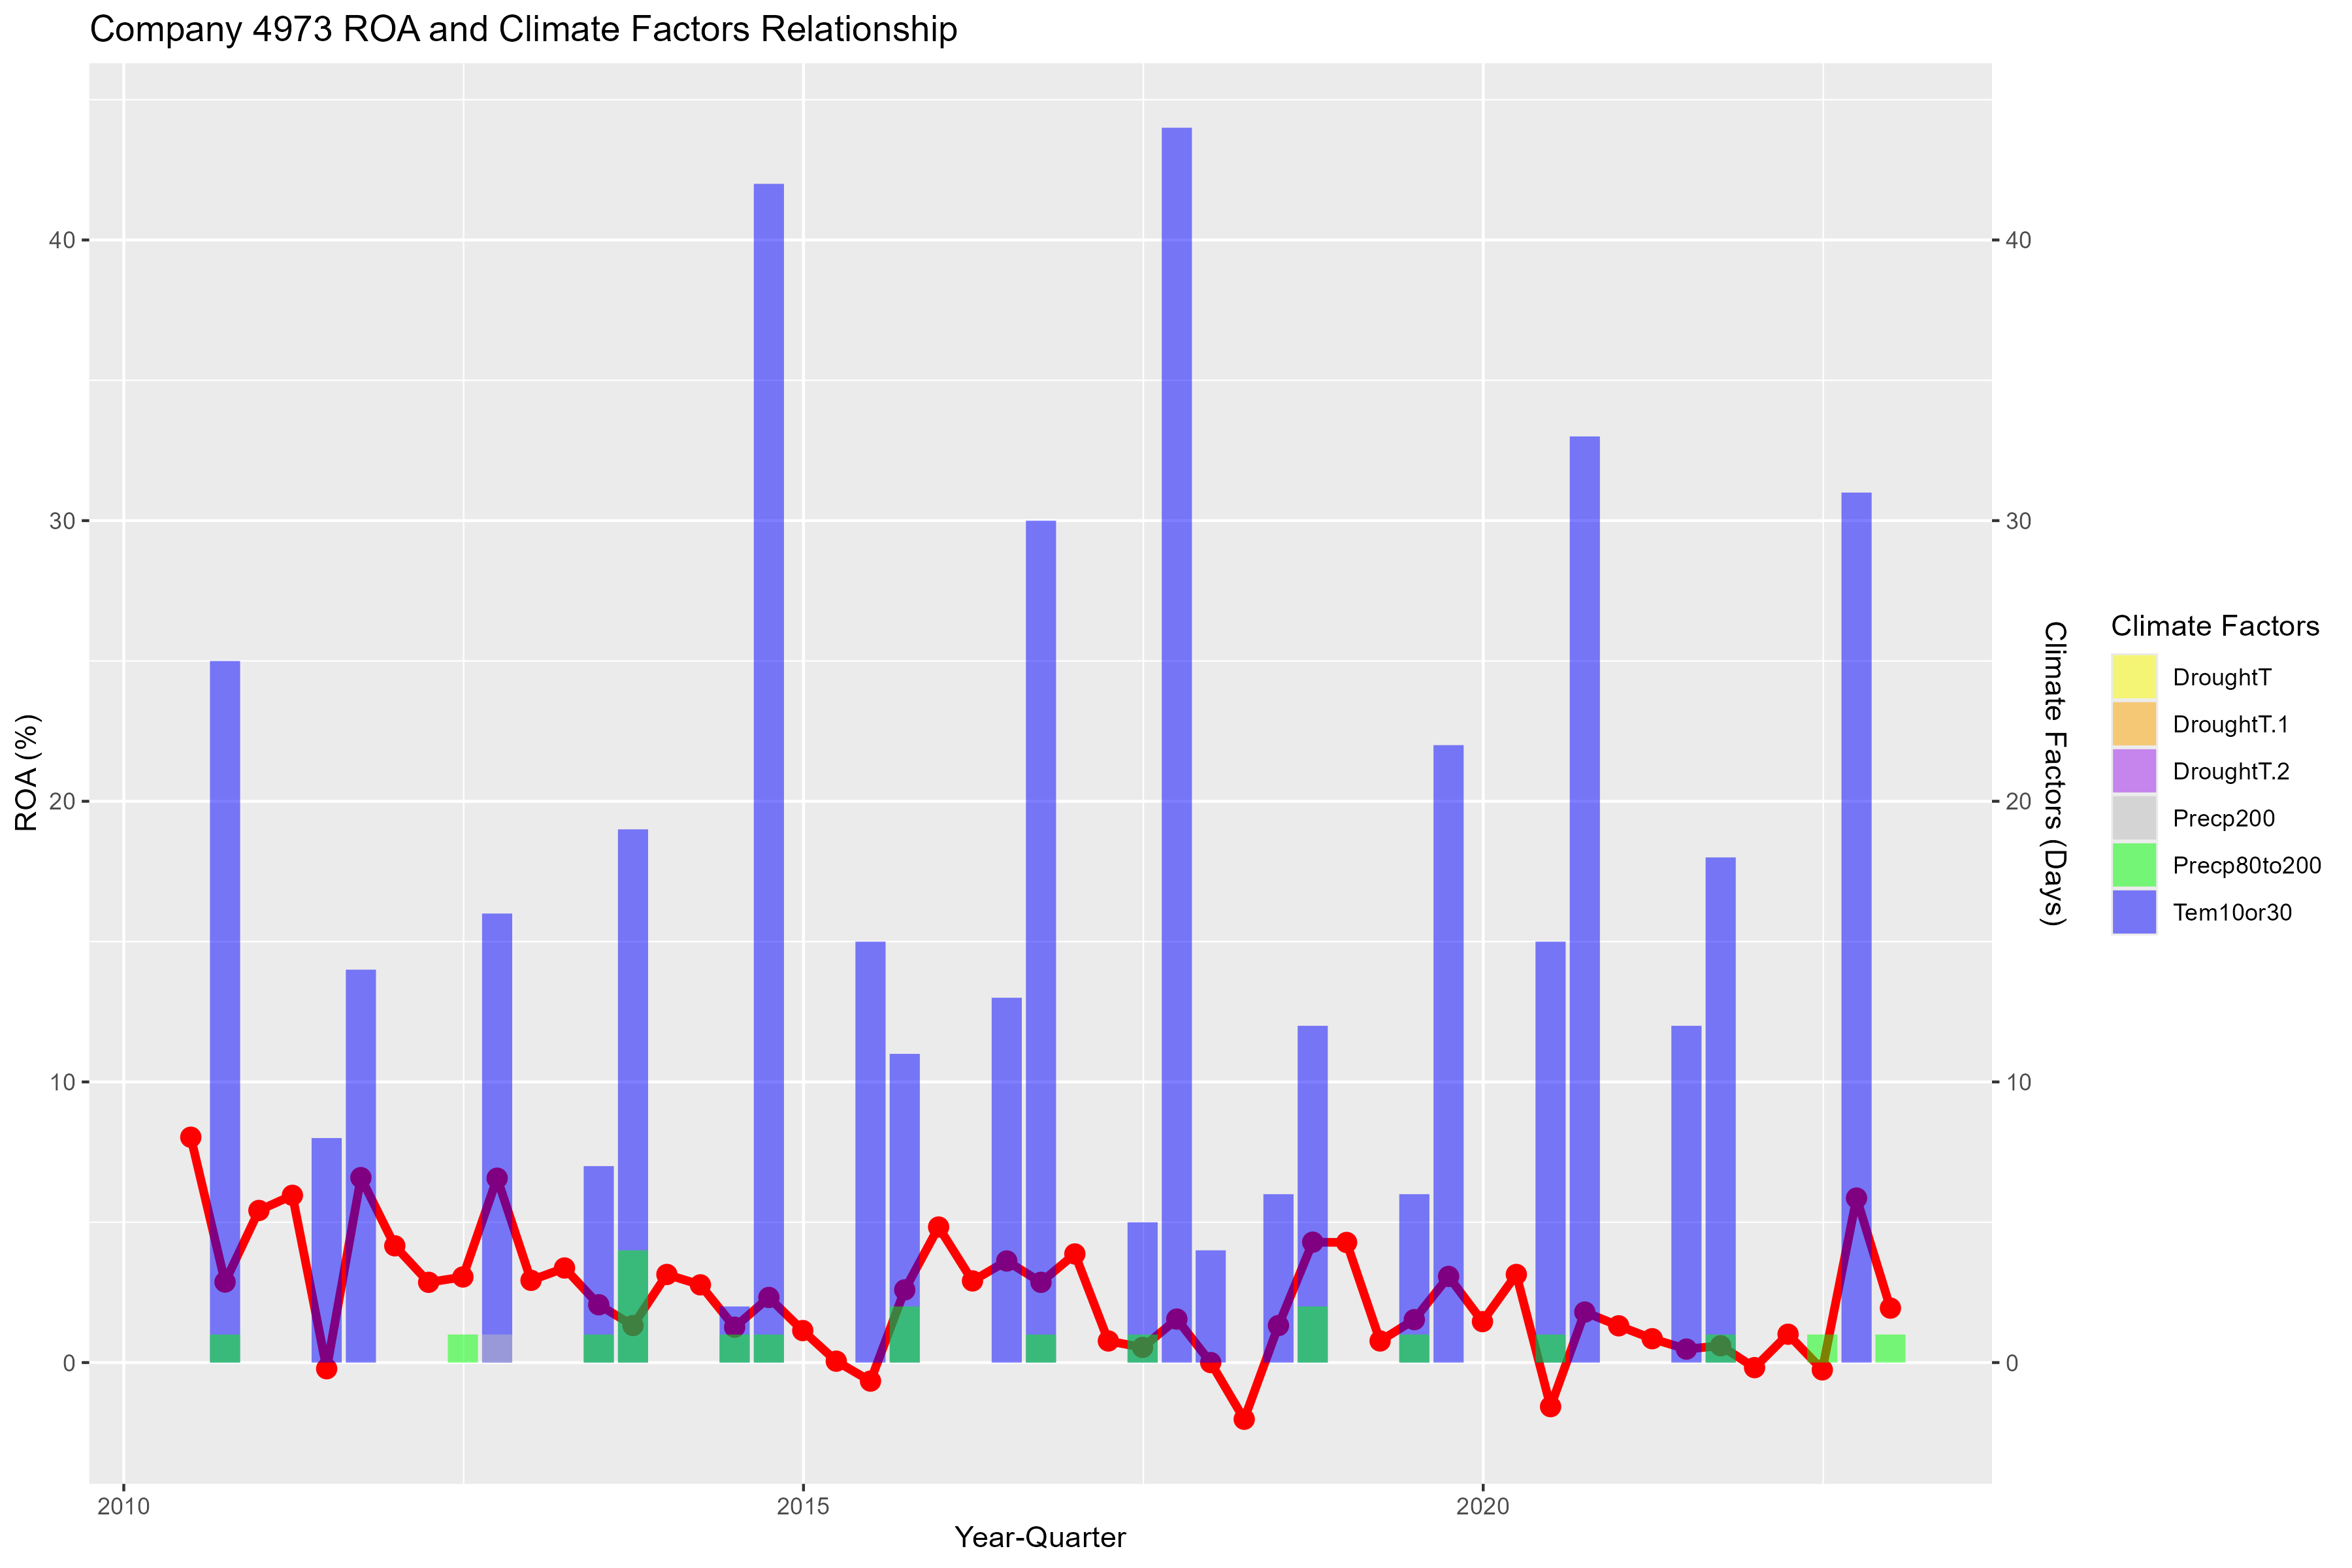 Company 4973 ROA and Climate Factors Relationship
ROA (%)
40
30
20
10
0
40
30
20
10
0
Climate Factors (Days)
2010
2015
2020
Year-Quarter
Climate Factors
DroughtT
DroughtT.1
DroughtT.2
Precp200
Precp80to200
Tem10or30